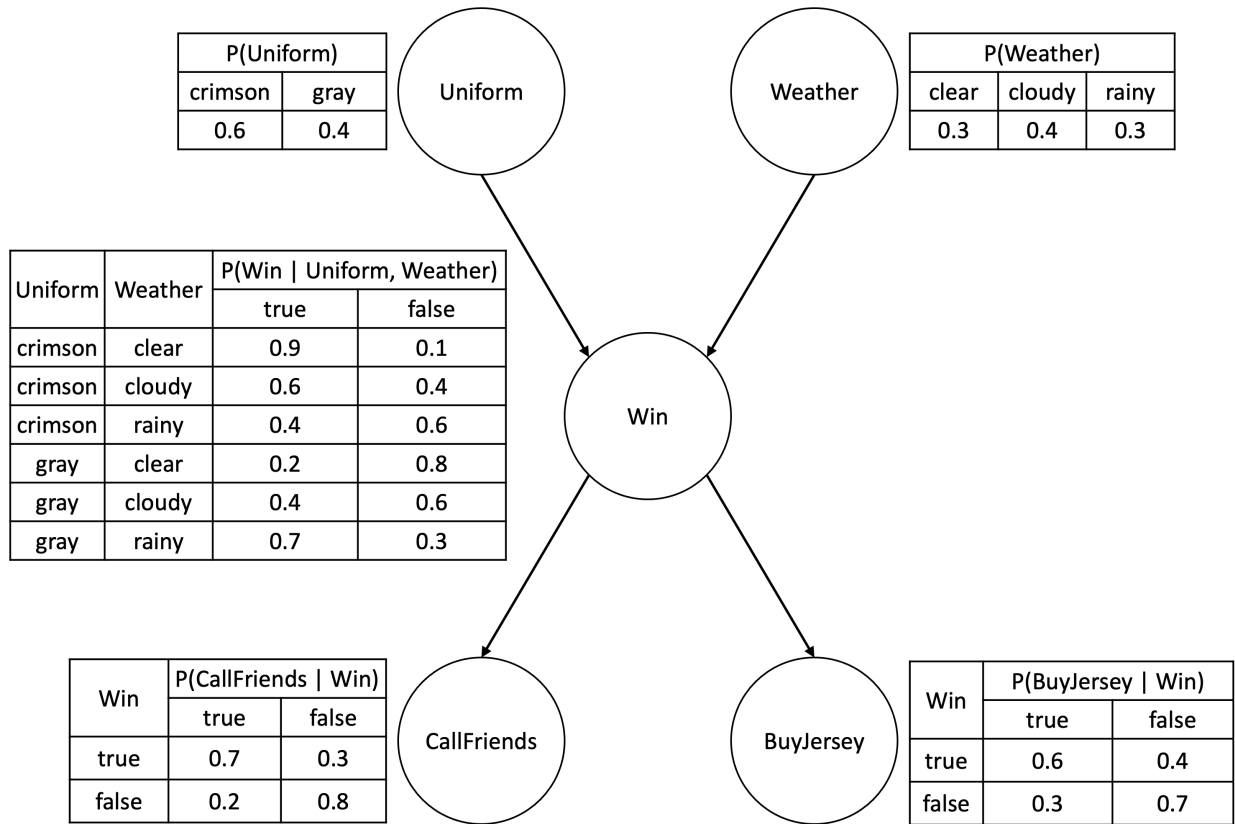 P(Uniform)
crimson gray
0.6 0.4
Uniform
Weather
P(Weather)
clear cloudy rainy
0.3 0.4 0.3
Uniform Weather P(Win | Uniform, Weather)
true false
crimson clear 0.9 0.1
crimson cloudy 0.6 0.4
crimson rainy 0.4 0.6
gray clear 0.2 0.8
gray cloudy 0.4 0.6
gray rainy 0.7 0.3
Win
Win P(CallFriends | Win)
true false
true 0.7 0.3
false 0.2 0.8
CallFriends
BuyJersey
Win P(BuyJersey | Win)
true false
true 0.6 0.4
false 0.3 0.7